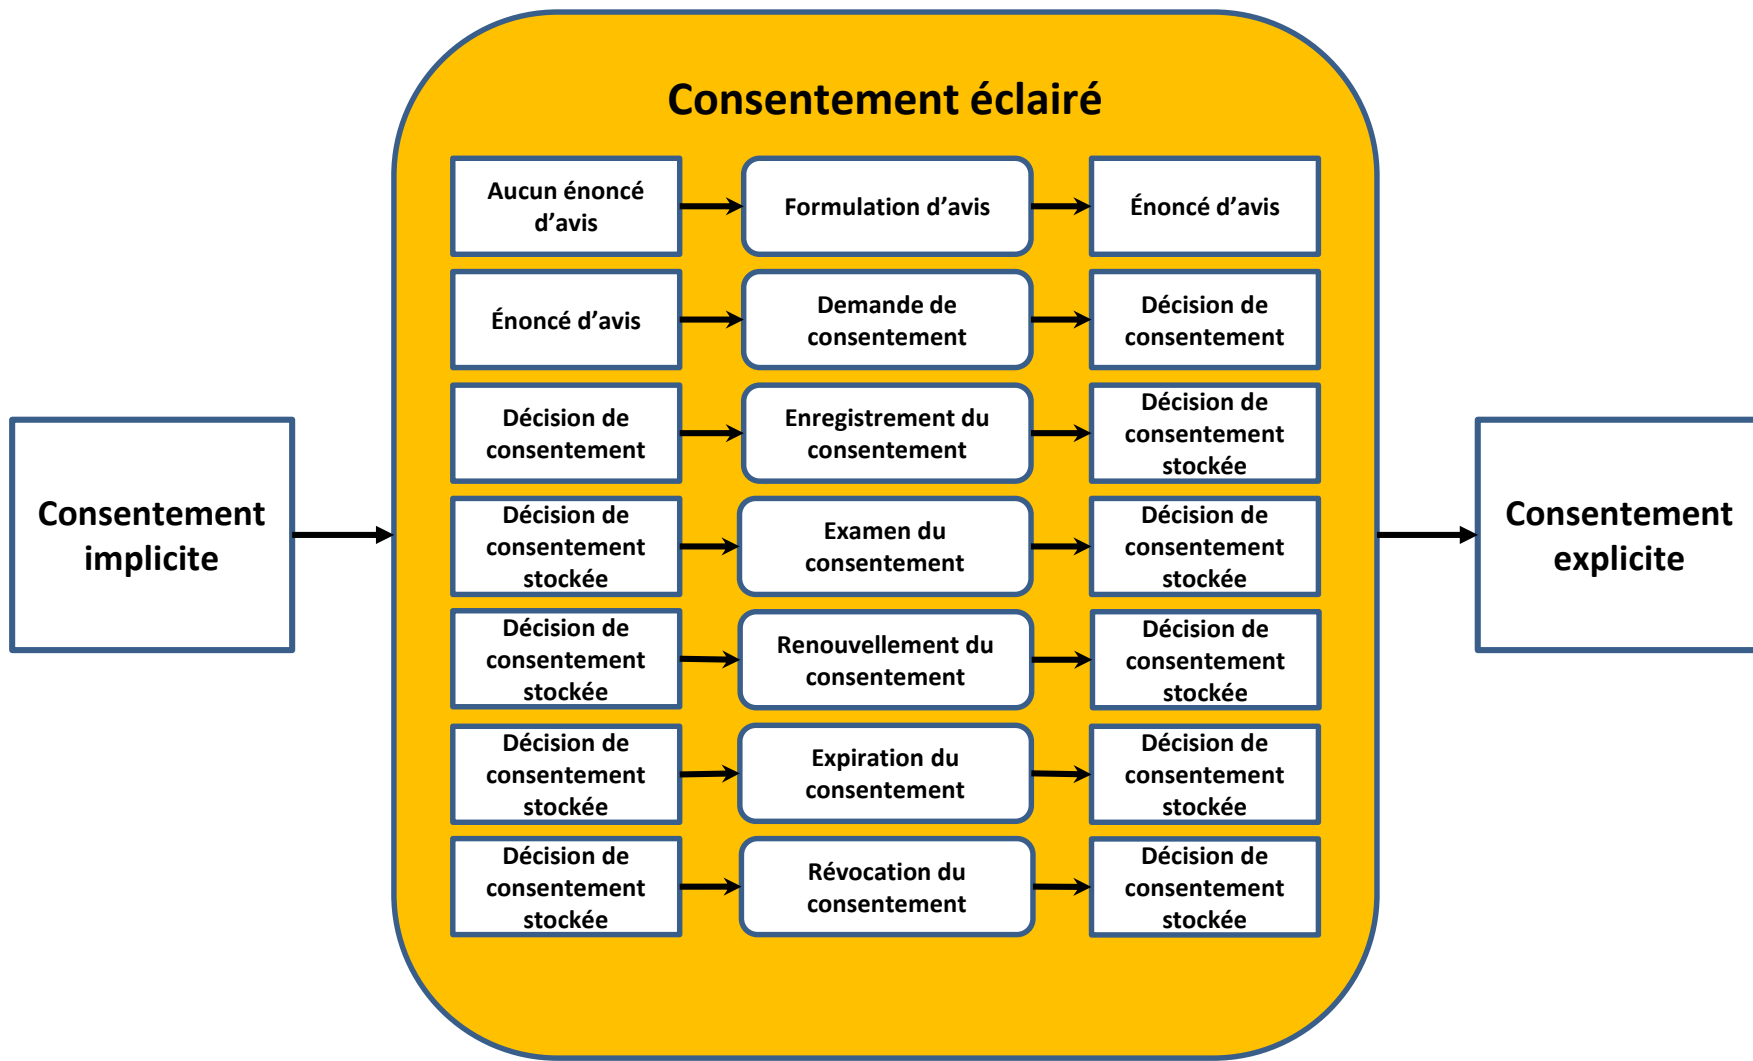 Consentement éclairé
Aucun énoncé
d’avis
Formulation d’avis
Énoncé d’avis
Énoncé d’avis
Demande de
consentement
Décision de
consentement
Décision de
consentement
Enregistrement du
consentement
Décision de
consentement
stockée
Décision de
consentement
stockée
Examen du
consentement
Décision de
consentement
stockée
Décision de
consentement
stockée
Renouvellement du
consentement
Décision de
consentement
stockée
Décision de
consentement
stockée
Expiration du
consentement
Décision de
consentement
stockée
Décision de
consentement
stockée
Révocation du
consentement
Décision de
consentement
stockée
Consentement
implicite
Consentement
explicite